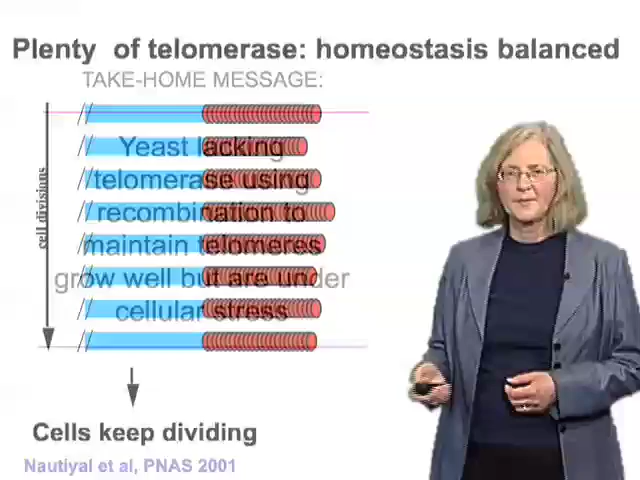 Plenty of telomerase: homeostasis balanced
TAKE-HOME MESSAGE:
cell divisions
Yeast lacking
telomerase using
recombination to
maintain telomeres
grow well but are under
cellular stress
Cells keep dividing
Nautiyal et al, PNAS 2001